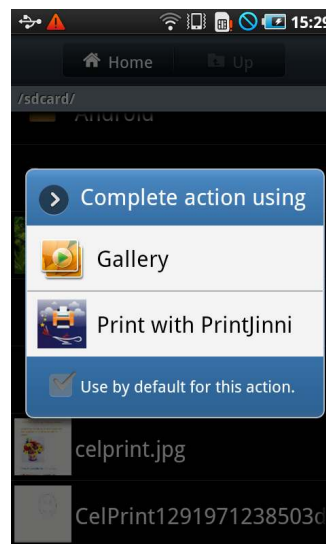 15:29
Home
Up
/sdcard/
Android
Complete action using
Gallery
Print with PrintJinni
Use by default for this action.
celprint.jpg
CelPrint1291971238503d